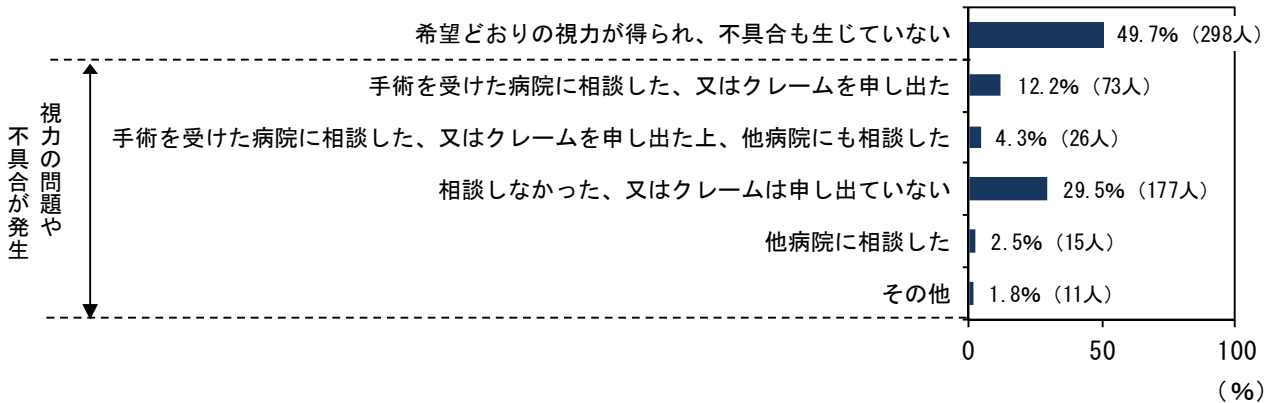 希望どおりの視力が得られ、不具合も生じていない 49.7%（298人）
視力の問題や
不具合が発生
手術を受けた病院に相談した、又はクレームを申し出た 12.2%（73人）
手術を受けた病院に相談した、又はクレームを申し出た上、他病院にも相談した 4.3%（26人）
相談しなかった、又はクレームは申し出ていない 29.5%（177人）
他病院に相談した 2.5%（15人）
その他 1.8%（11人）
0 50 100
（%）